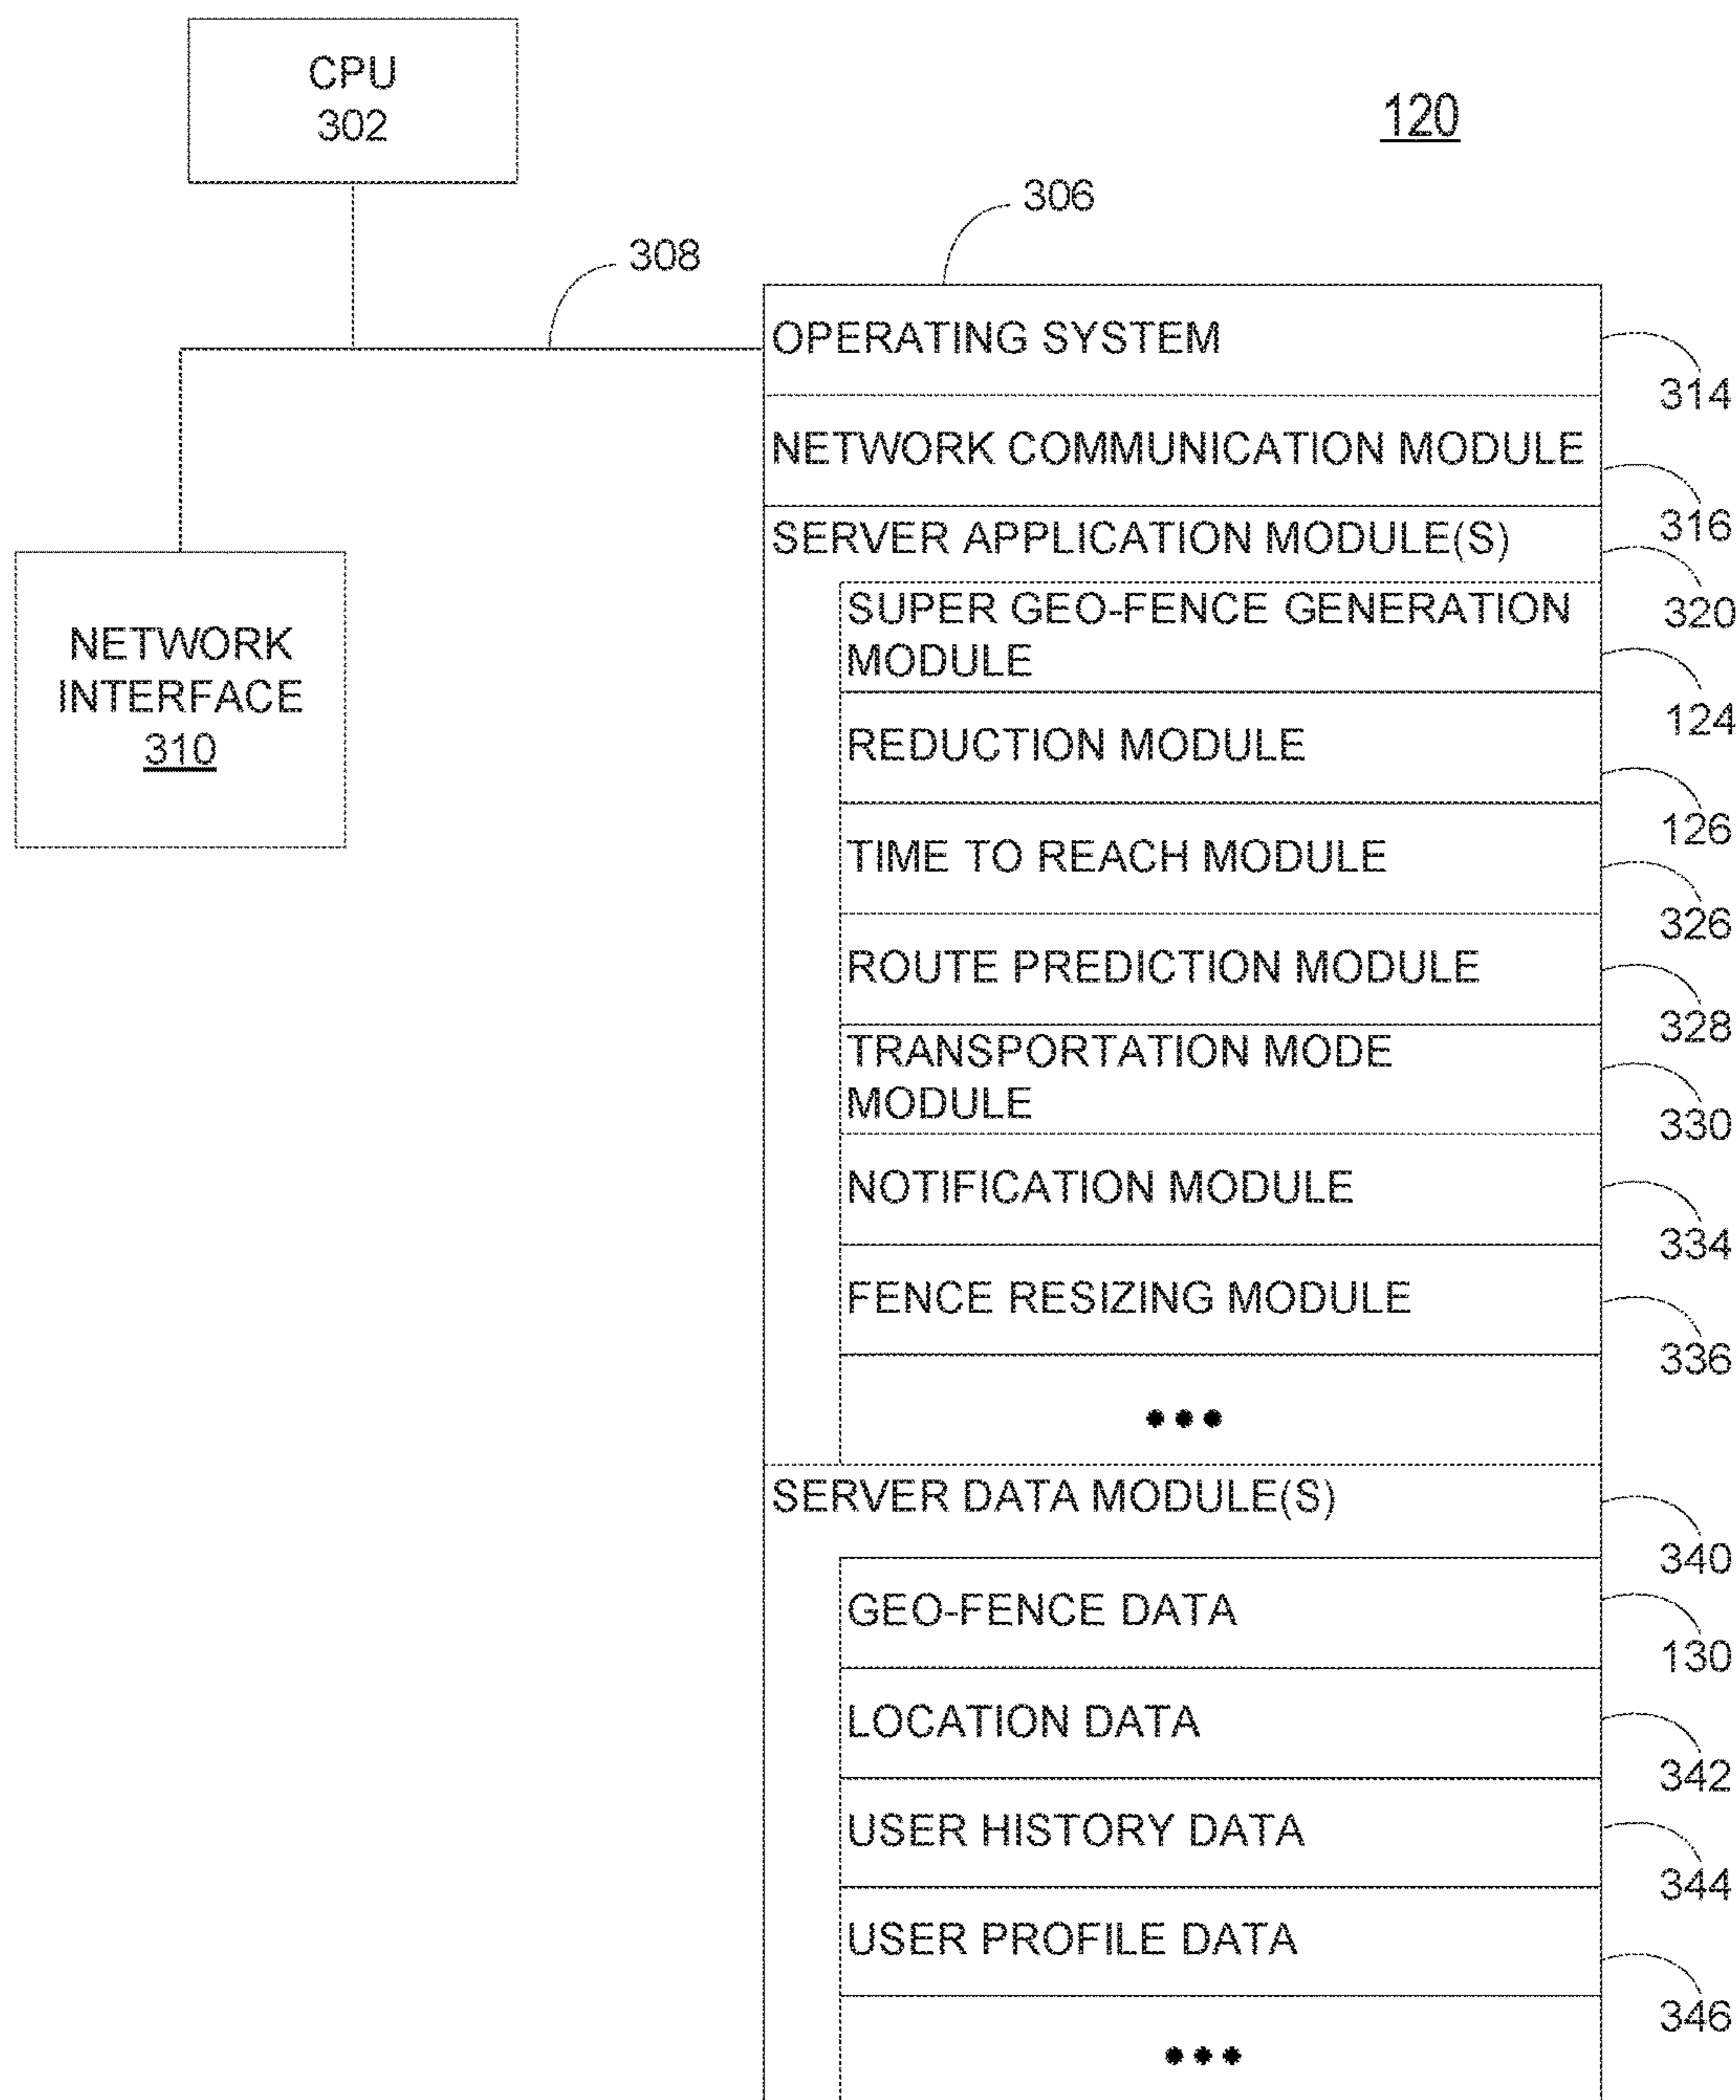 CPU
302
120
306
308
OPERATING SYSTEM
314
NETWORK COMMUNICATION MODULE
316
SERVER APPLICATION MODULE(S)
320
SUPER GEO-FENCE GENERATION
MODULE
124
NETWORK
INTERFACE
310
REDUCTION MODULE
126
TIME TO REACH MODULE
326
ROUTE PREDICTION MODULE
328
TRANSPORTATION MODE
MODULE
330
NOTIFICATION MODULE
334
FENCE RESIZING MODULE
336
•••
SERVER DATA MODULE(S)
340
GEO-FENCE DATA
130
LOCATION DATA
342
USER HISTORY DATA
344
USER PROFILE DATA
346
•••